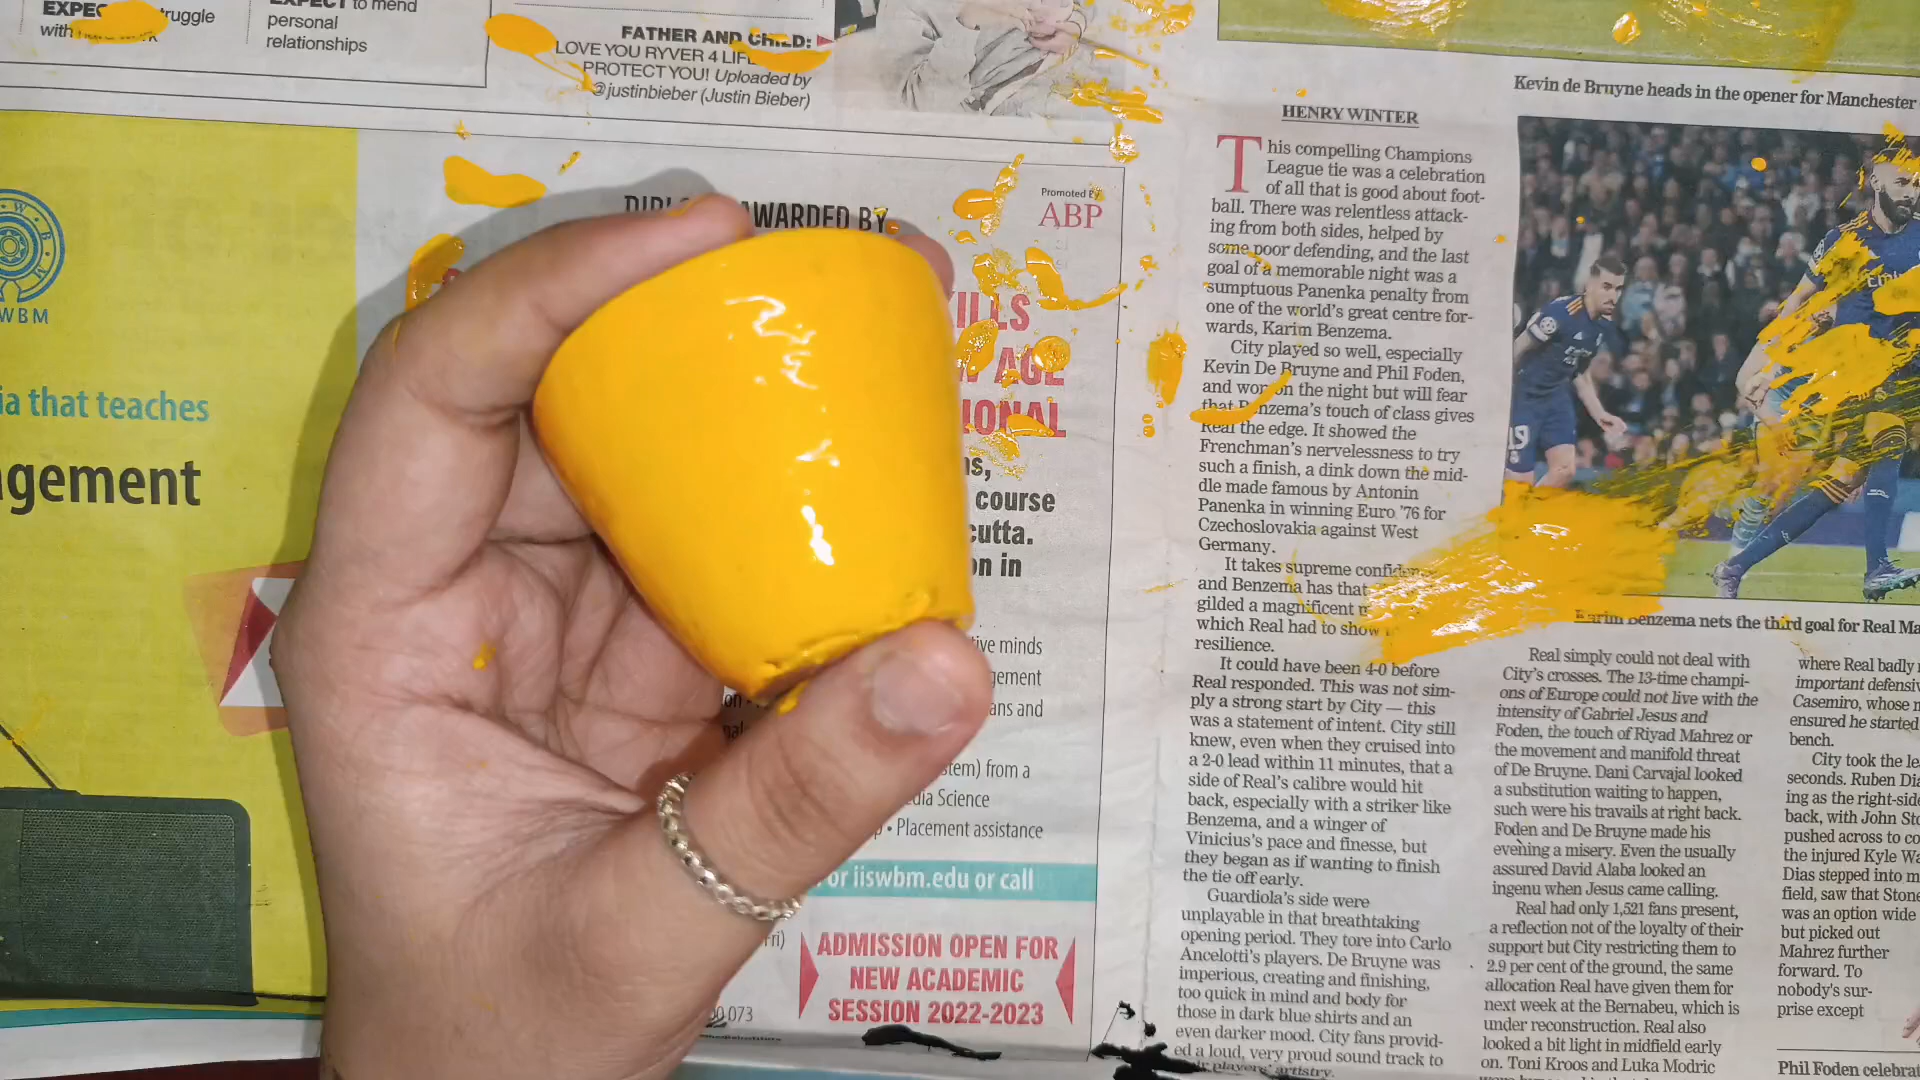 EXPEC truggle
with
EXPECT to mend
personal
relationships
FATHER AND CHILD:
LOVE YOU RYVER 4 LIFE
PROTECT YOU! Uploaded by
@justinbieber (Justin Bieber)
WBM
ia that teaches
gement
AWARDED BY
Promoted By
ABP
ILLS
AGE
IONAL
course
cutta.
on in
ive minds
gement
ans and
tem) from a
dia Science
• Placement assistance
or iiswbm.edu or call
ADMISSION OPEN FOR
NEW ACADEMIC
SESSION 2022-2023
073
HENRY WINTER
This compelling Champions
League tie was a celebration
of all that is good about foot-
ball. There was relentless attack-
ing from both sides, helped by
some poor defending, and the last
goal of a memorable night was a
sumptuous Panenka penalty from
one of the world's great centre for-
wards, Karim Benzema.
City played so well, especially
Kevin De Bruyne and Phil Foden,
and won on the night but will fear
that Benzema's touch of class gives
Real the edge. It showed the
Frenchman's nervelessness to try
such a finish, a dink down the mid-
dle made famous by Antonin
Panenka in winning Euro '76 for
Czechoslovakia against West
Germany.
It takes supreme confiden
and Benzema has that
gilded a magnificent
which Real had to show
resilience.
It could have been 4-0 before
Real responded. This was not sim-
ply a strong start by City — this
was a statement of intent. City still
knew, even when they cruised into
a 2-0 lead within 11 minutes, that a
side of Real's calibre would hit
back, especially with a striker like
Benzema, and a winger of
Vinicius's pace and finesse, but
they began as if wanting to finish
the tie off early.
Guardiola's side were
unplayable in that breathtaking
opening period. They tore into Carlo
Ancelotti's players. De Bruyne was
imperious, creating and finishing,
too quick in mind and body for
those in dark blue shirts and an
even darker mood. City fans provid-
ed a loud, very proud sound track to
their players' artistry.
Kevin de Bruyne heads in the opener for Manchester
Karim Benzema nets the third goal for Real Ma
Real simply could not deal with
City's crosses. The 13-time champi-
ons of Europe could not live with the
intensity of Gabriel Jesus and
Foden, the touch of Riyad Mahrez or
the movement and manifold threat
of De Bruyne. Dani Carvajal looked
a substitution waiting to happen,
such were his travails at right back.
Foden and De Bruyne made his
evening a misery. Even the usually
assured David Alaba looked an
ingenu when Jesus came calling.
Real had only 1,521 fans present,
a reflection not of the loyalty of their
support but City restricting them to
2.9 per cent of the ground, the same
allocation Real have given them for
next week at the Bernabeu, which is
under reconstruction. Real also
looked a bit light in midfield early
on. Toni Kroos and Luka Modric
where Real badly
important defensiv
Casemiro, whose
ensured he started
bench.
City took the le
seconds. Ruben Dia
ing as the right-side
back, with John Sto
pushed across to co
the injured Kyle Wa
Dias stepped into m
field, saw that Stone
was an option wide
but picked out
Mahrez further
forward. To
nobody's sur-
prise except
Phil Foden celebrat